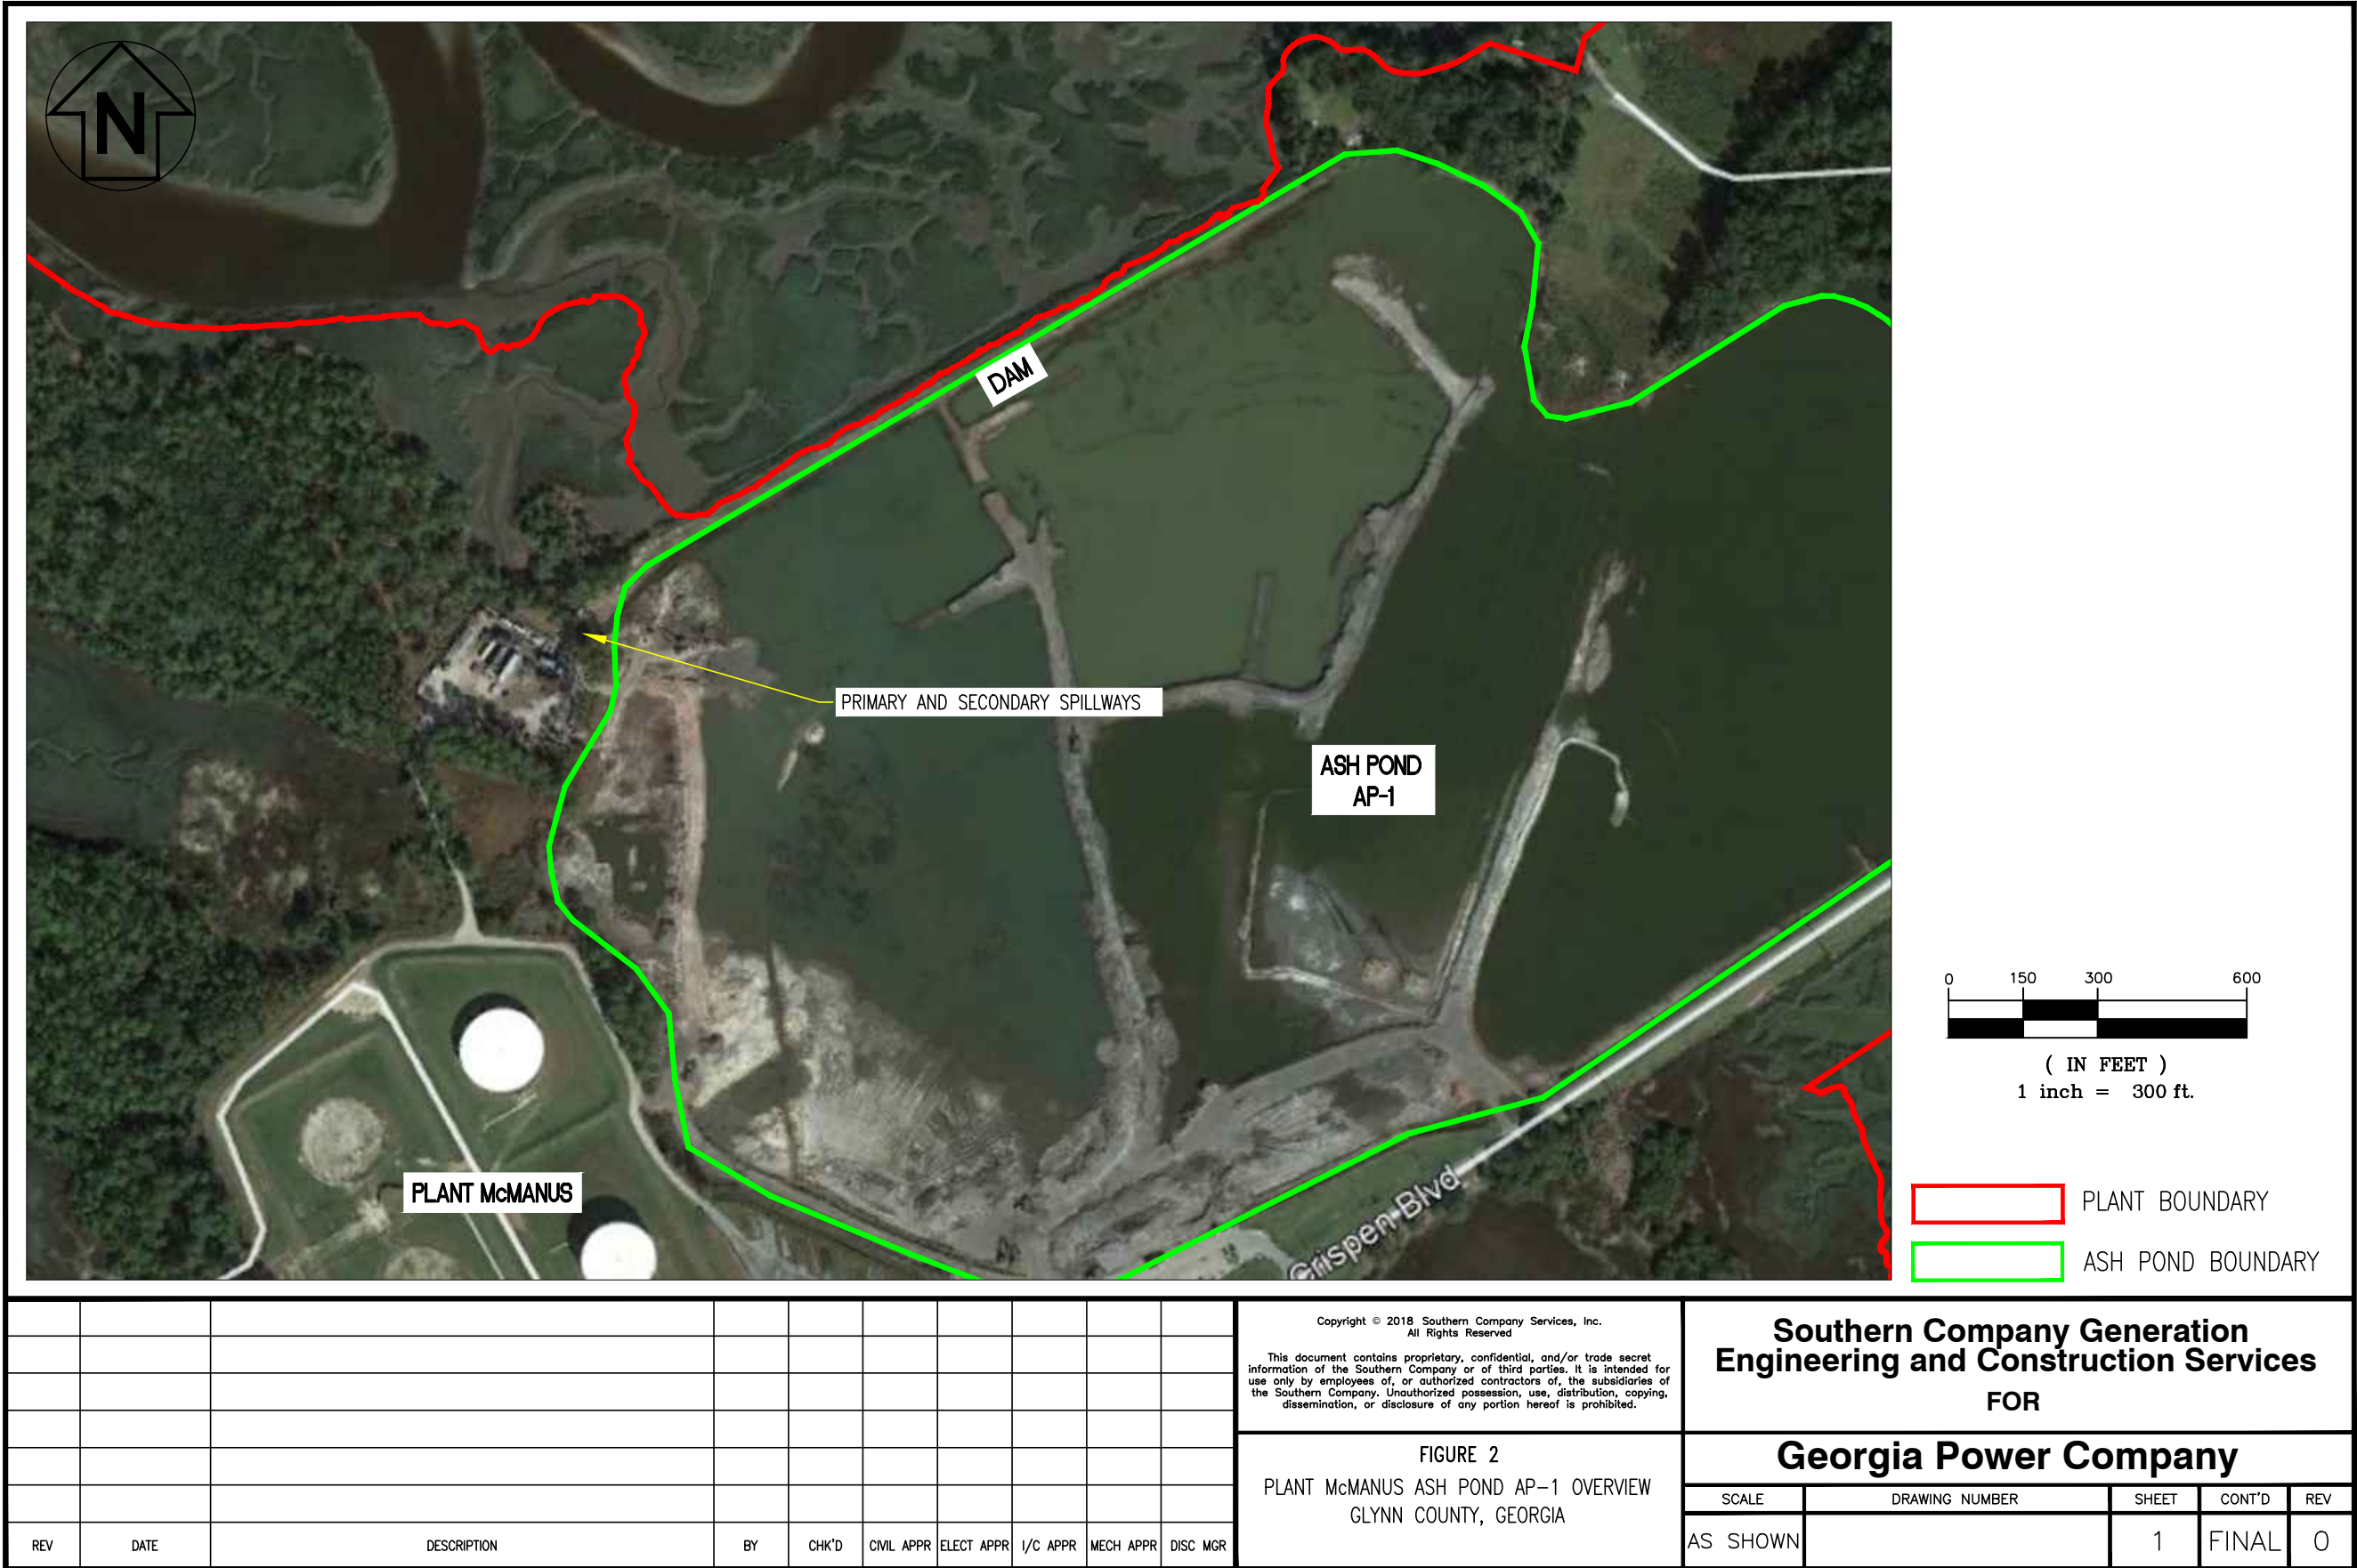 N
DAM
PRIMARY AND SECONDARY SPILLWAYS
ASH POND
AP-1
PLANT McMANUS
Crispen Blvd
0 150 300 600
( IN FEET )
1 inch = 300 ft.
PLANT BOUNDARY
ASH POND BOUNDARY
REV DATE DESCRIPTION BY CHK'D CIVIL APPR ELECT APPR I/C APPR MECH APPR DISC MGR
Copyright © 2018 Southern Company Services, Inc.
All Rights Reserved
This document contains proprietary, confidential, and/or trade secret
information of the Southern Company or of third parties. It is intended for
use only by employees of, or authorized contractors of, the subsidiaries of
the Southern Company. Unauthorized possession, use, distribution, copying,
dissemination, or disclosure of any portion hereof is prohibited.
FIGURE 2
PLANT McMANUS ASH POND AP-1 OVERVIEW
GLYNN COUNTY, GEORGIA
Southern Company Generation
Engineering and Construction Services
FOR
Georgia Power Company
SCALE DRAWING NUMBER SHEET CONT'D REV
AS SHOWN 1 FINAL 0